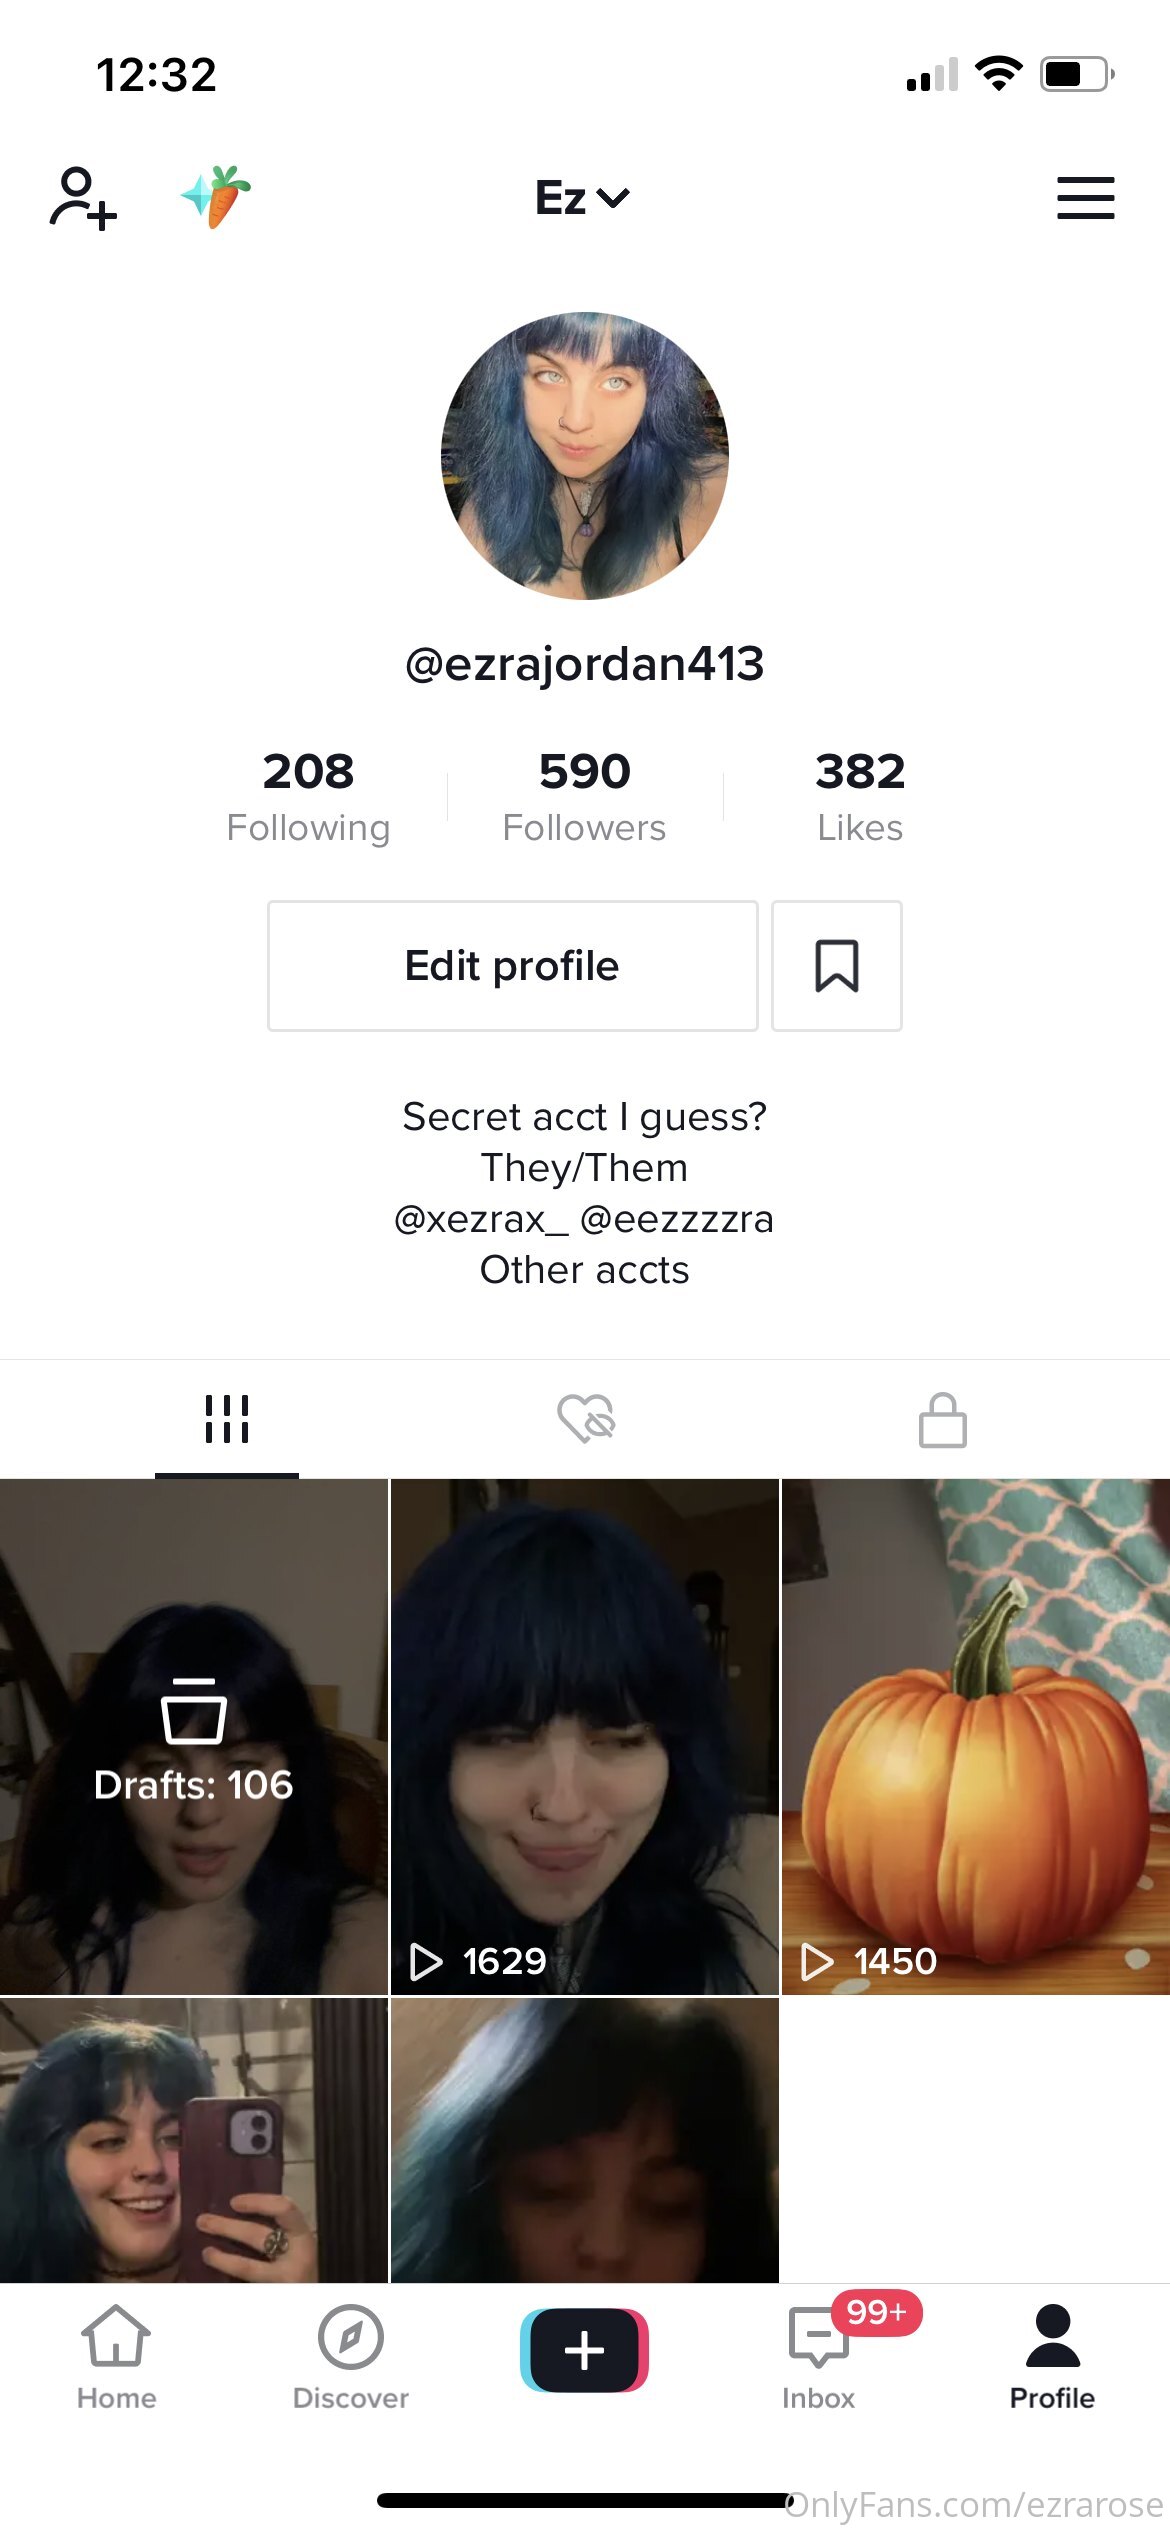 12:32
Ez
@ezrajordan413
208 590 382
Following Followers Likes
Edit profile
Secret acct I guess?
They/Them
@xezrax_ @eezzzzra
Other accts
Drafts: 106
1629
1450
99+
Home Discover Inbox Profile
OnlyFans.com/ezrarose